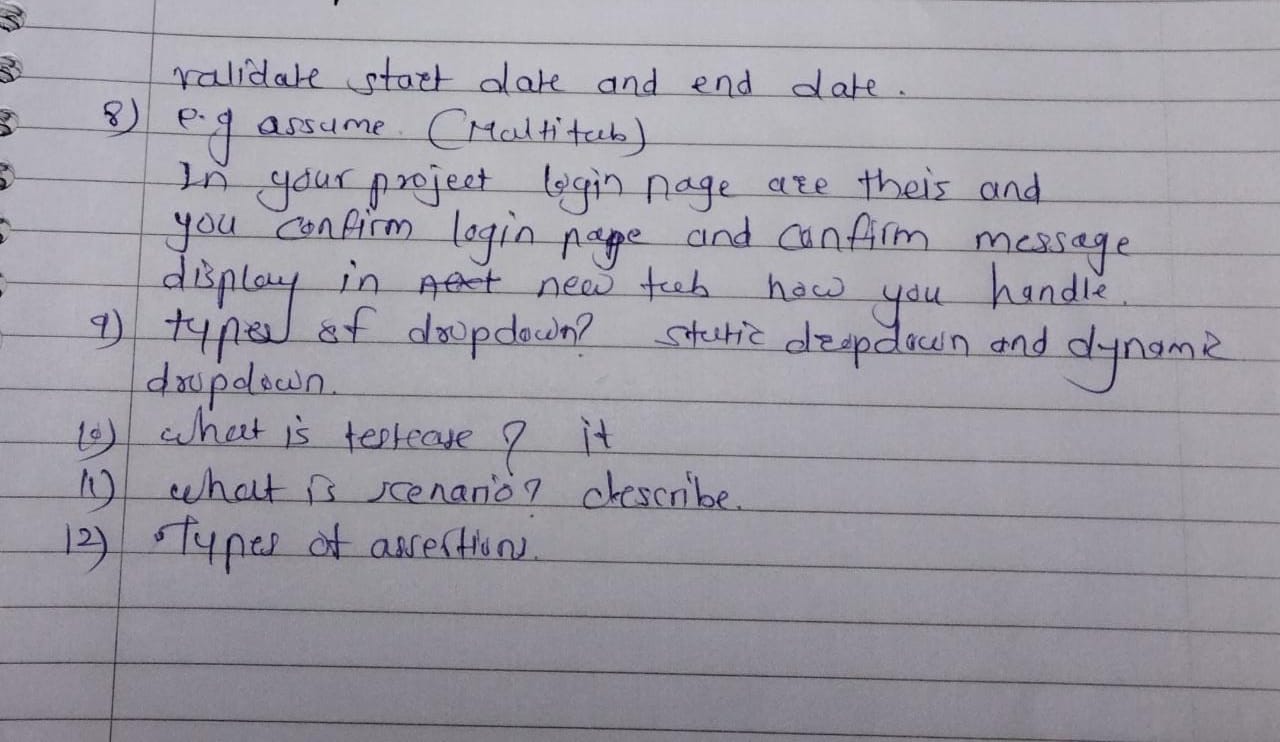 validate start date and end date.
8) e.g assume. (Multitab)
In your project login page are theis and
you confirm login page and confirm message
display in next new tab how you handle.
9) types of dropdown? static dropdown and dynamic
dropdown.
10) what is testcase ? it
11) what is scenario? describe.
12) Types of assertions.